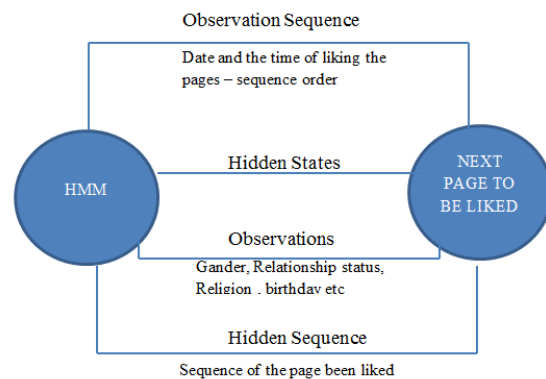 Observation Sequence
Date and the time of liking the
pages – sequence order
HMM
Hidden States
NEXT
PAGE TO
BE LIKED
Observations
Gander, Relationship status,
Religion , birthday etc
Hidden Sequence
Sequence of the page been liked